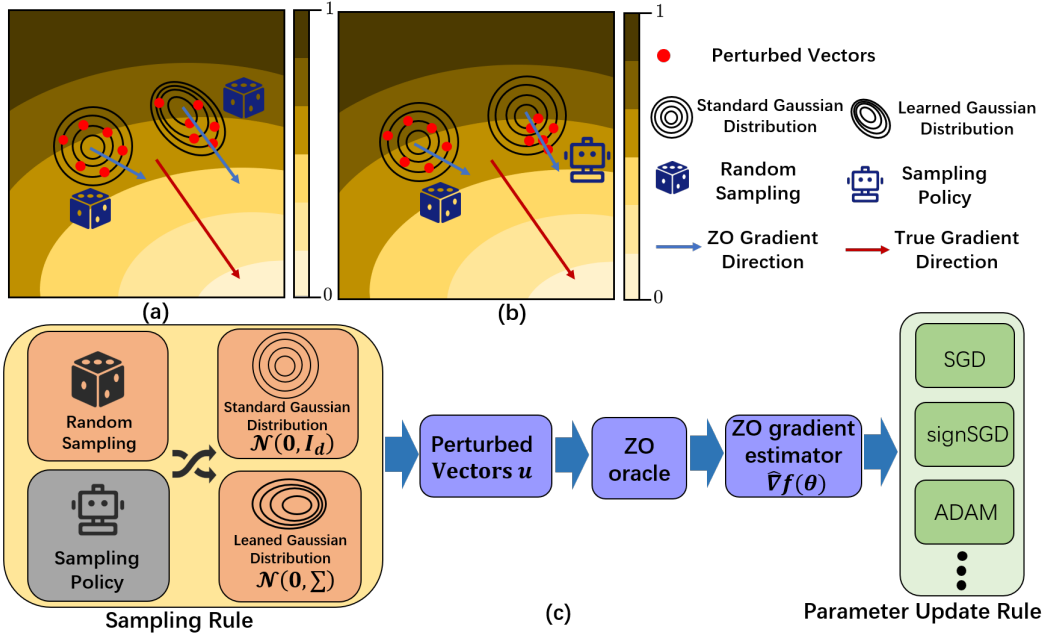 1
0
(a)
1
0
(b)
Perturbed Vectors
Standard Gaussian
Distribution
Learned Gaussian
Distribution
Random
Sampling
Sampling
Policy
ZO Gradient
Direction
True Gradient
Direction
Random
Sampling
Sampling
Policy
Standard Gaussian
Distribution
𝒩(0, I_d)
Leaned Gaussian
Distribution
𝒩(0, ∑)
Sampling Rule
Perturbed
Vectors u
ZO
oracle
ZO gradient
estimator
∇̂f(θ)
(c)
SGD
signSGD
ADAM
Parameter Update Rule